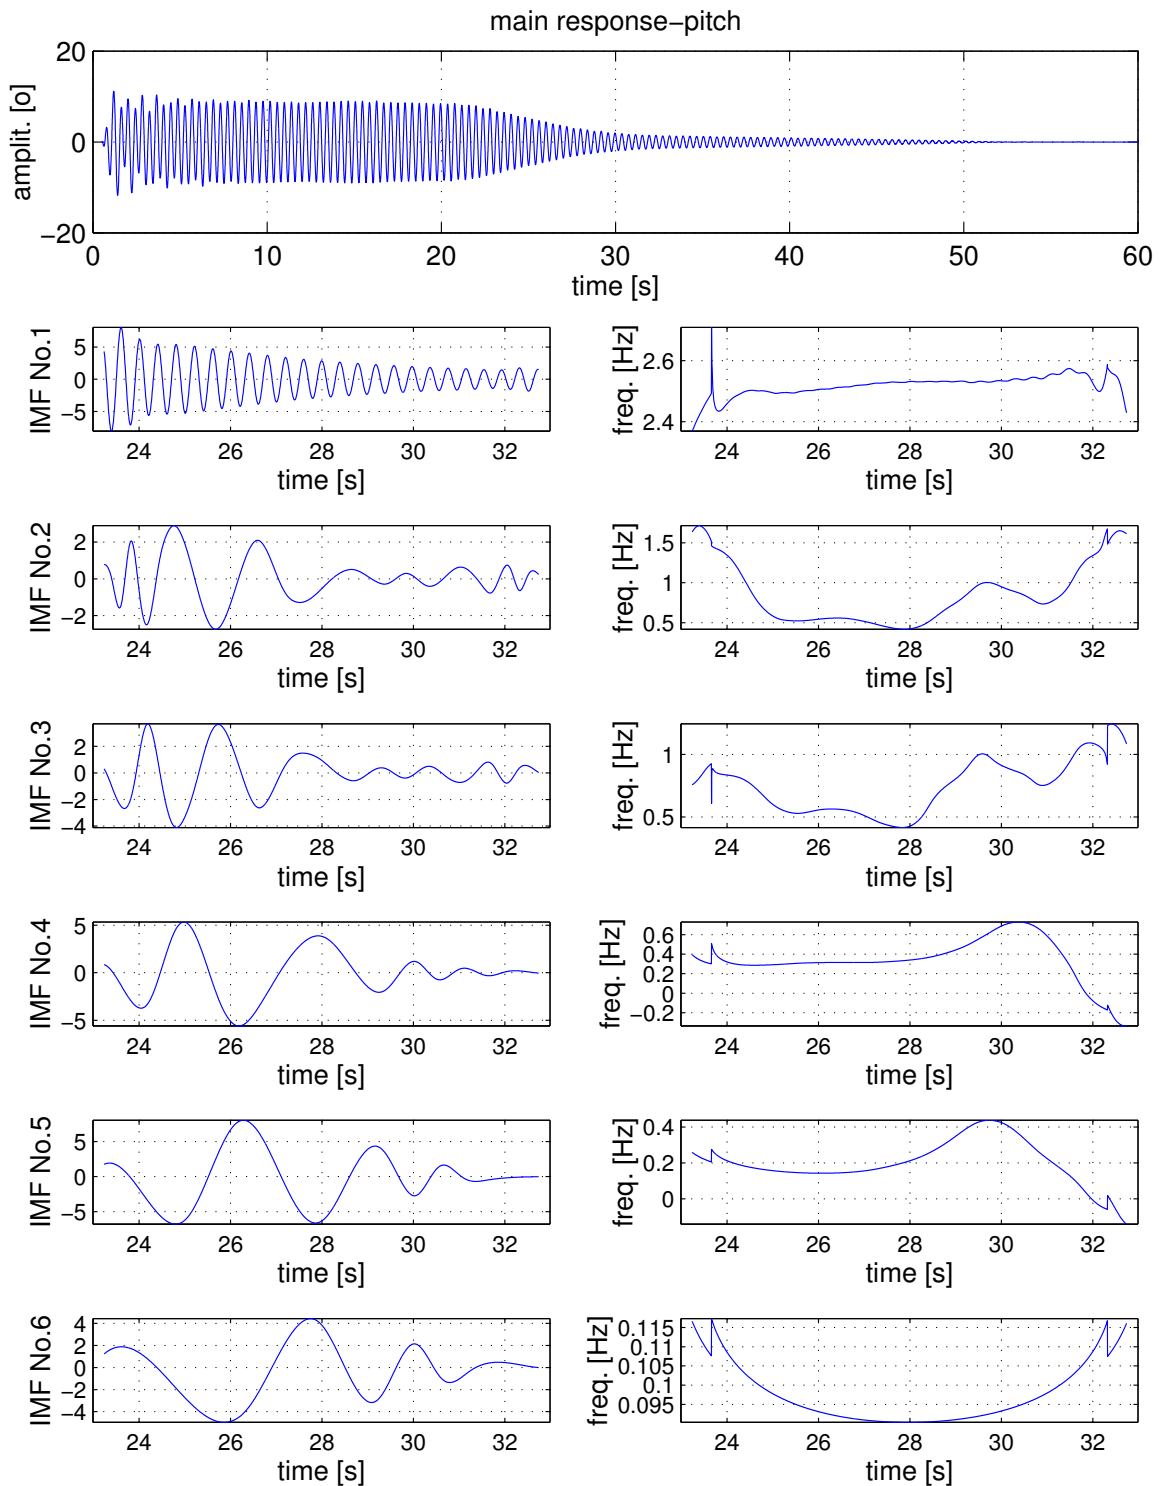 main response−pitch
20
0
−20
amplit. [o]
0 10 20 30 40 50 60
time [s]
5
0
−5
IMF No.1
24 26 28 30 32
time [s]
2.6
2.4
freq. [Hz]
24 26 28 30 32
time [s]
2
0
−2
IMF No.2
24 26 28 30 32
time [s]
1.5
1
0.5
freq. [Hz]
24 26 28 30 32
time [s]
2
0
−2
−4
IMF No.3
24 26 28 30 32
time [s]
1
0.5
freq. [Hz]
24 26 28 30 32
time [s]
5
0
−5
IMF No.4
24 26 28 30 32
time [s]
0.6
0.4
0.2
0
−0.2
freq. [Hz]
24 26 28 30 32
time [s]
5
0
−5
IMF No.5
24 26 28 30 32
time [s]
0.4
0.2
0
freq. [Hz]
24 26 28 30 32
time [s]
4
2
0
−2
−4
IMF No.6
24 26 28 30 32
time [s]
0.115
0.105
0.1
0.095
freq. [Hz]
24 26 28 30 32
time [s]